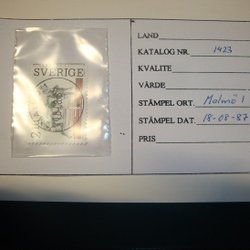 SVERIGE
LAND
KATALOG NR. 1423
KVALITE
VÄRDE
STÄMPEL ORT. Malmö 1
STÄMPEL DAT. 18-08-87
PRIS